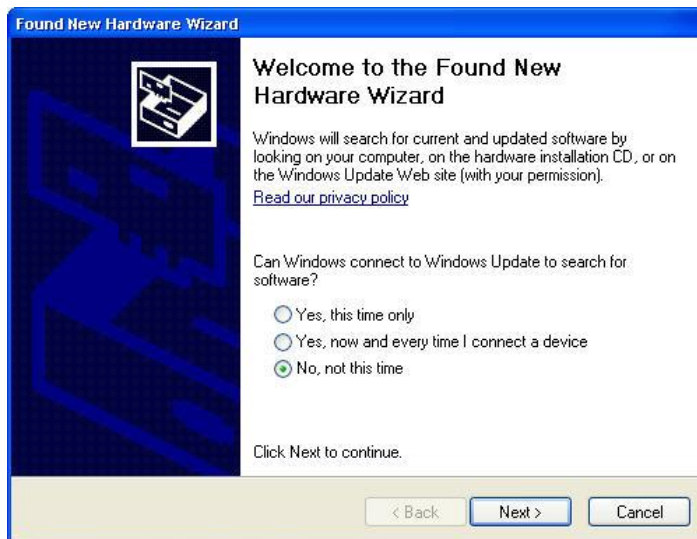 Found New Hardware Wizard
Welcome to the Found New
Hardware Wizard
Windows will search for current and updated software by
looking on your computer, on the hardware installation CD, or on
the Windows Update Web site (with your permission).
Read our privacy policy
Can Windows connect to Windows Update to search for
software?
Yes, this time only
Yes, now and every time I connect a device
No, not this time
Click Next to continue.
< Back Next > Cancel